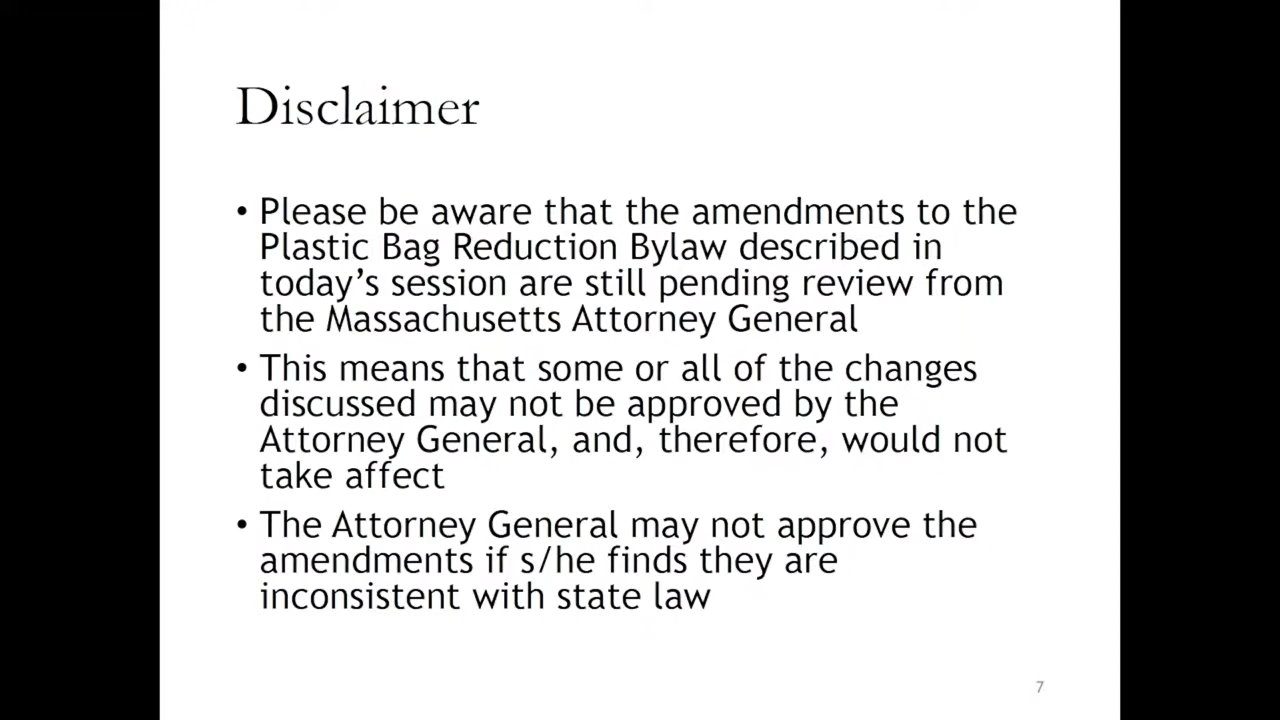 Disclaimer
• Please be aware that the amendments to the
Plastic Bag Reduction Bylaw described in
today’s session are still pending review from
the Massachusetts Attorney General
• This means that some or all of the changes
discussed may not be approved by the
Attorney General, and, therefore, would not
take affect
• The Attorney General may not approve the
amendments if s/he finds they are
inconsistent with state law
7